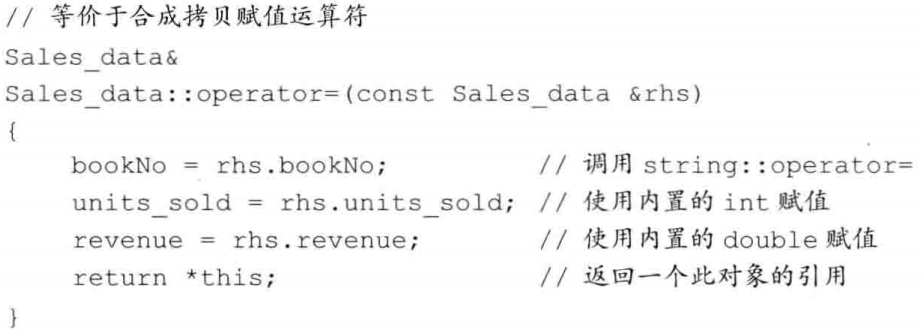 // 等价于合成拷贝赋值运算符
Sales_data&
Sales_data::operator=(const Sales_data &rhs)
{
    bookNo = rhs.bookNo;          // 调用 string::operator=
    units_sold = rhs.units_sold;  // 使用内置的 int 赋值
    revenue = rhs.revenue;        // 使用内置的 double 赋值
    return *this;                 // 返回一个此对象的引用
}